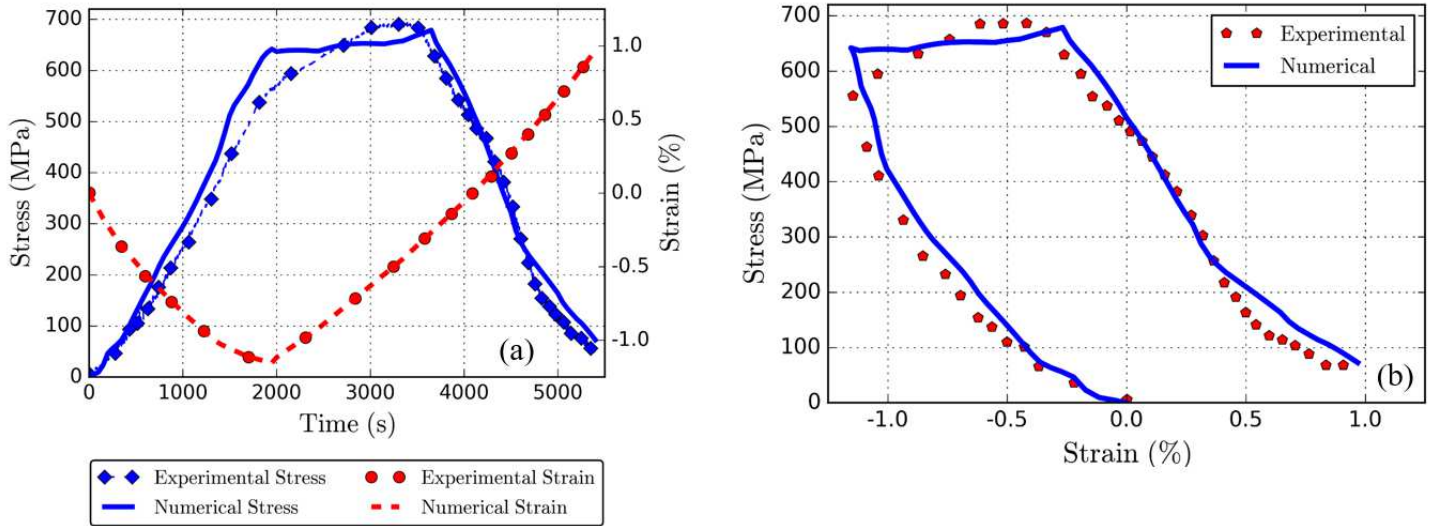 700
600
500
400
300
200
100
0
Stress (MPa)
0 1000 2000 3000 4000 5000
Time (s)
1.0
0.5
0.0
-0.5
-1.0
Strain (%)
(a)
Experimental Stress
Experimental Strain
Numerical Stress
Numerical Strain
700
600
500
400
300
200
100
0
Stress (MPa)
-1.0 -0.5 0.0 0.5 1.0
Strain (%)
Experimental
Numerical
(b)